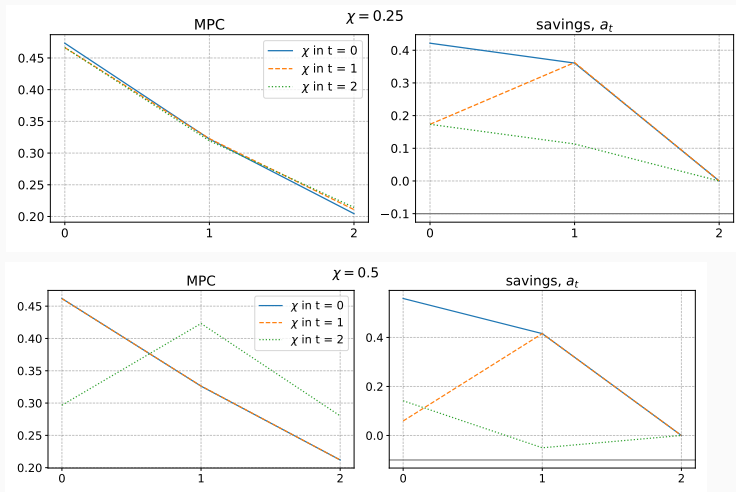 χ = 0.25
MPC
savings, aₜ
χ in t = 0
χ in t = 1
χ in t = 2
0.45
0.40
0.35
0.30
0.25
0.20
0
1
2
0.4
0.3
0.2
0.1
0.0
−0.1
0
1
2
χ = 0.5
MPC
savings, aₜ
χ in t = 0
χ in t = 1
χ in t = 2
0.45
0.40
0.35
0.30
0.25
0.20
0
1
2
0.4
0.2
0.0
0
1
2